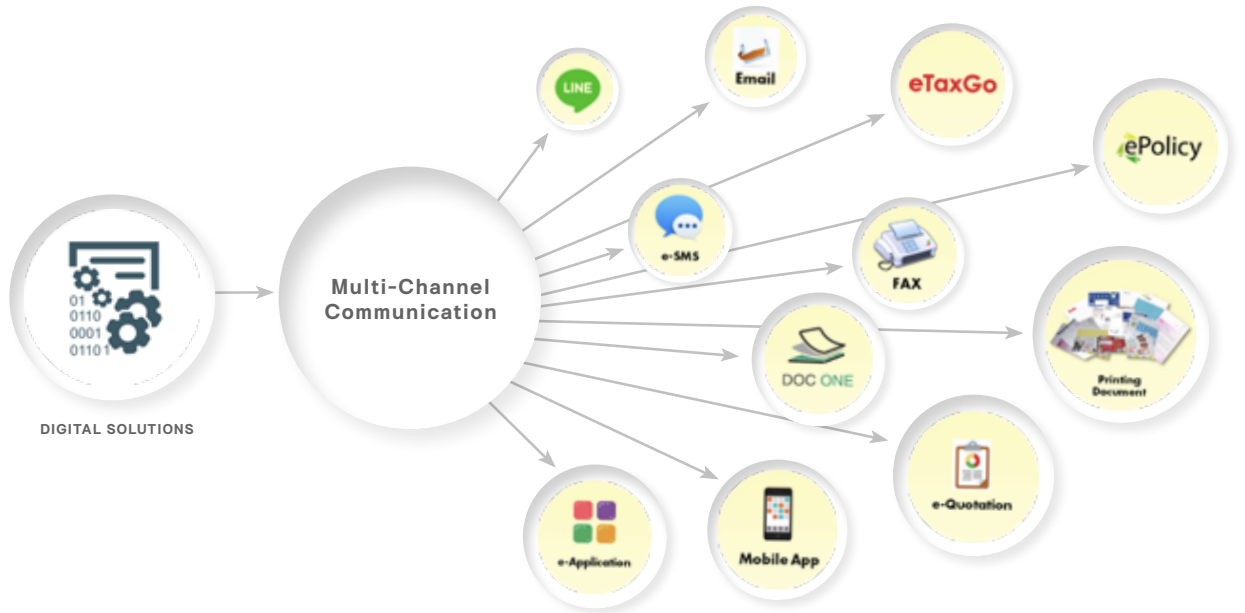 LINE
Email
eTaxGo
ePolicy
e-SMS
FAX
01
0110
0001
01101
Multi-Channel
Communication
DOC ONE
Printing
Document
DIGITAL SOLUTIONS
e-Quotation
e-Application
Mobile App